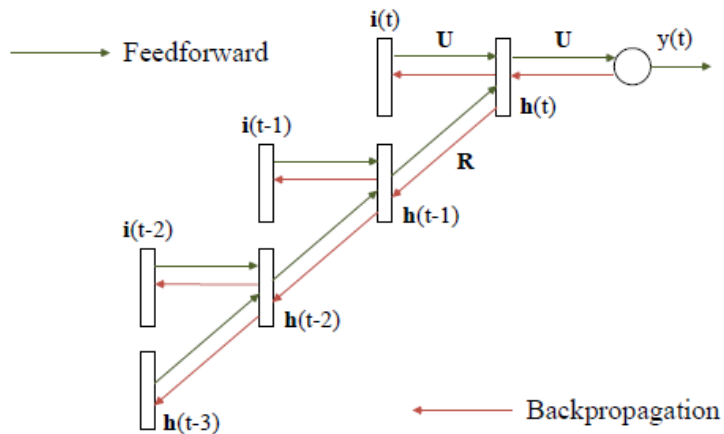 i(t)
U
U
y(t)
Feedforward
h(t)
i(t-1)
R
h(t-1)
i(t-2)
h(t-2)
h(t-3)
Backpropagation